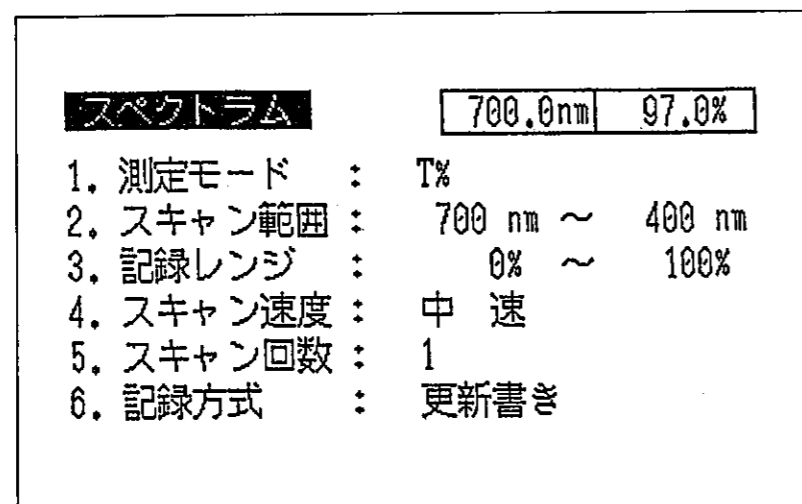 スペクトラム 700.0nm 97.0%
1. 測定モード : T%
2. スキャン範囲 : 700 nm ～ 400 nm
3. 記録レンジ : 0% ～ 100%
4. スキャン速度 : 中 速
5. スキャン回数 : 1
6. 記録方式 : 更新書き